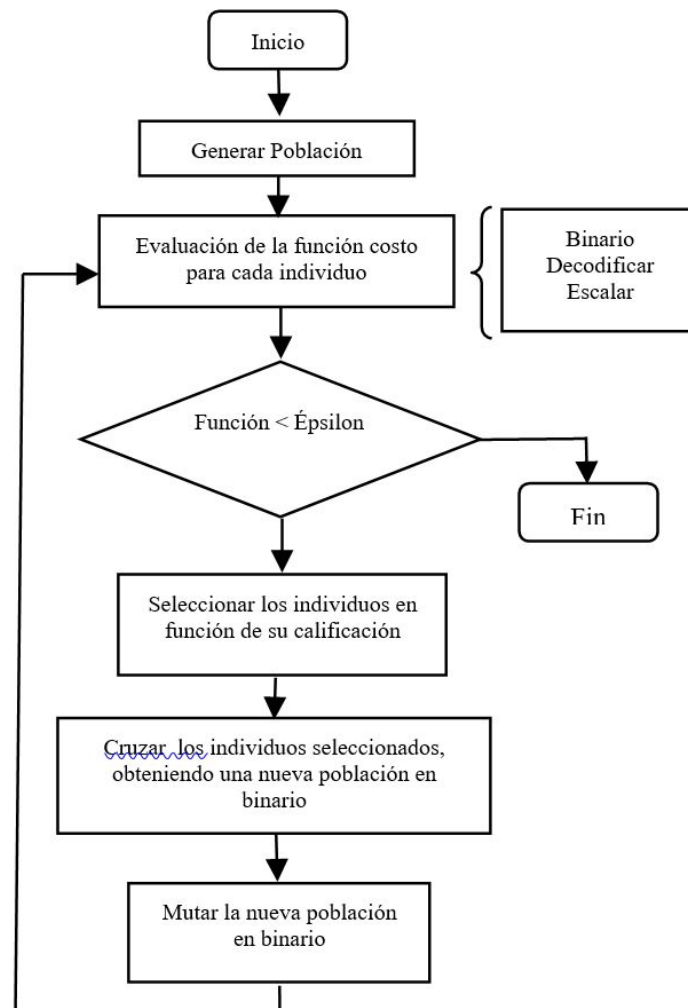 Inicio
Generar Población
Evaluación de la función costo
para cada individuo
Binario
Decodificar
Escalar
Función < Épsilon
Fin
Seleccionar los individuos en
función de su calificación
Cruzar  los individuos seleccionados,
obteniendo una nueva población en
binario
Mutar la nueva población
en binario